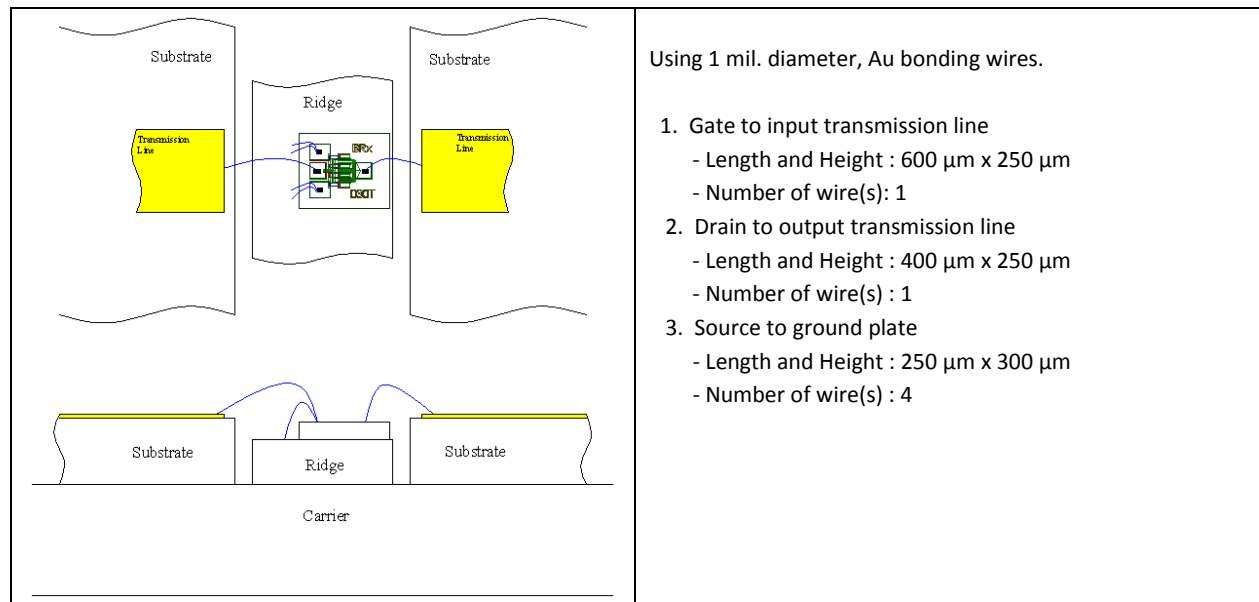 Substrate
Substrate
Ridge
Transmission
Line
Transmission
Line
Substrate
Substrate
Ridge
Carrier
Using 1 mil. diameter, Au bonding wires.
1. Gate to input transmission line
- Length and Height : 600 µm x 250 µm
- Number of wire(s): 1
2. Drain to output transmission line
- Length and Height : 400 µm x 250 µm
- Number of wire(s) : 1
3. Source to ground plate
- Length and Height : 250 µm x 300 µm
- Number of wire(s) : 4